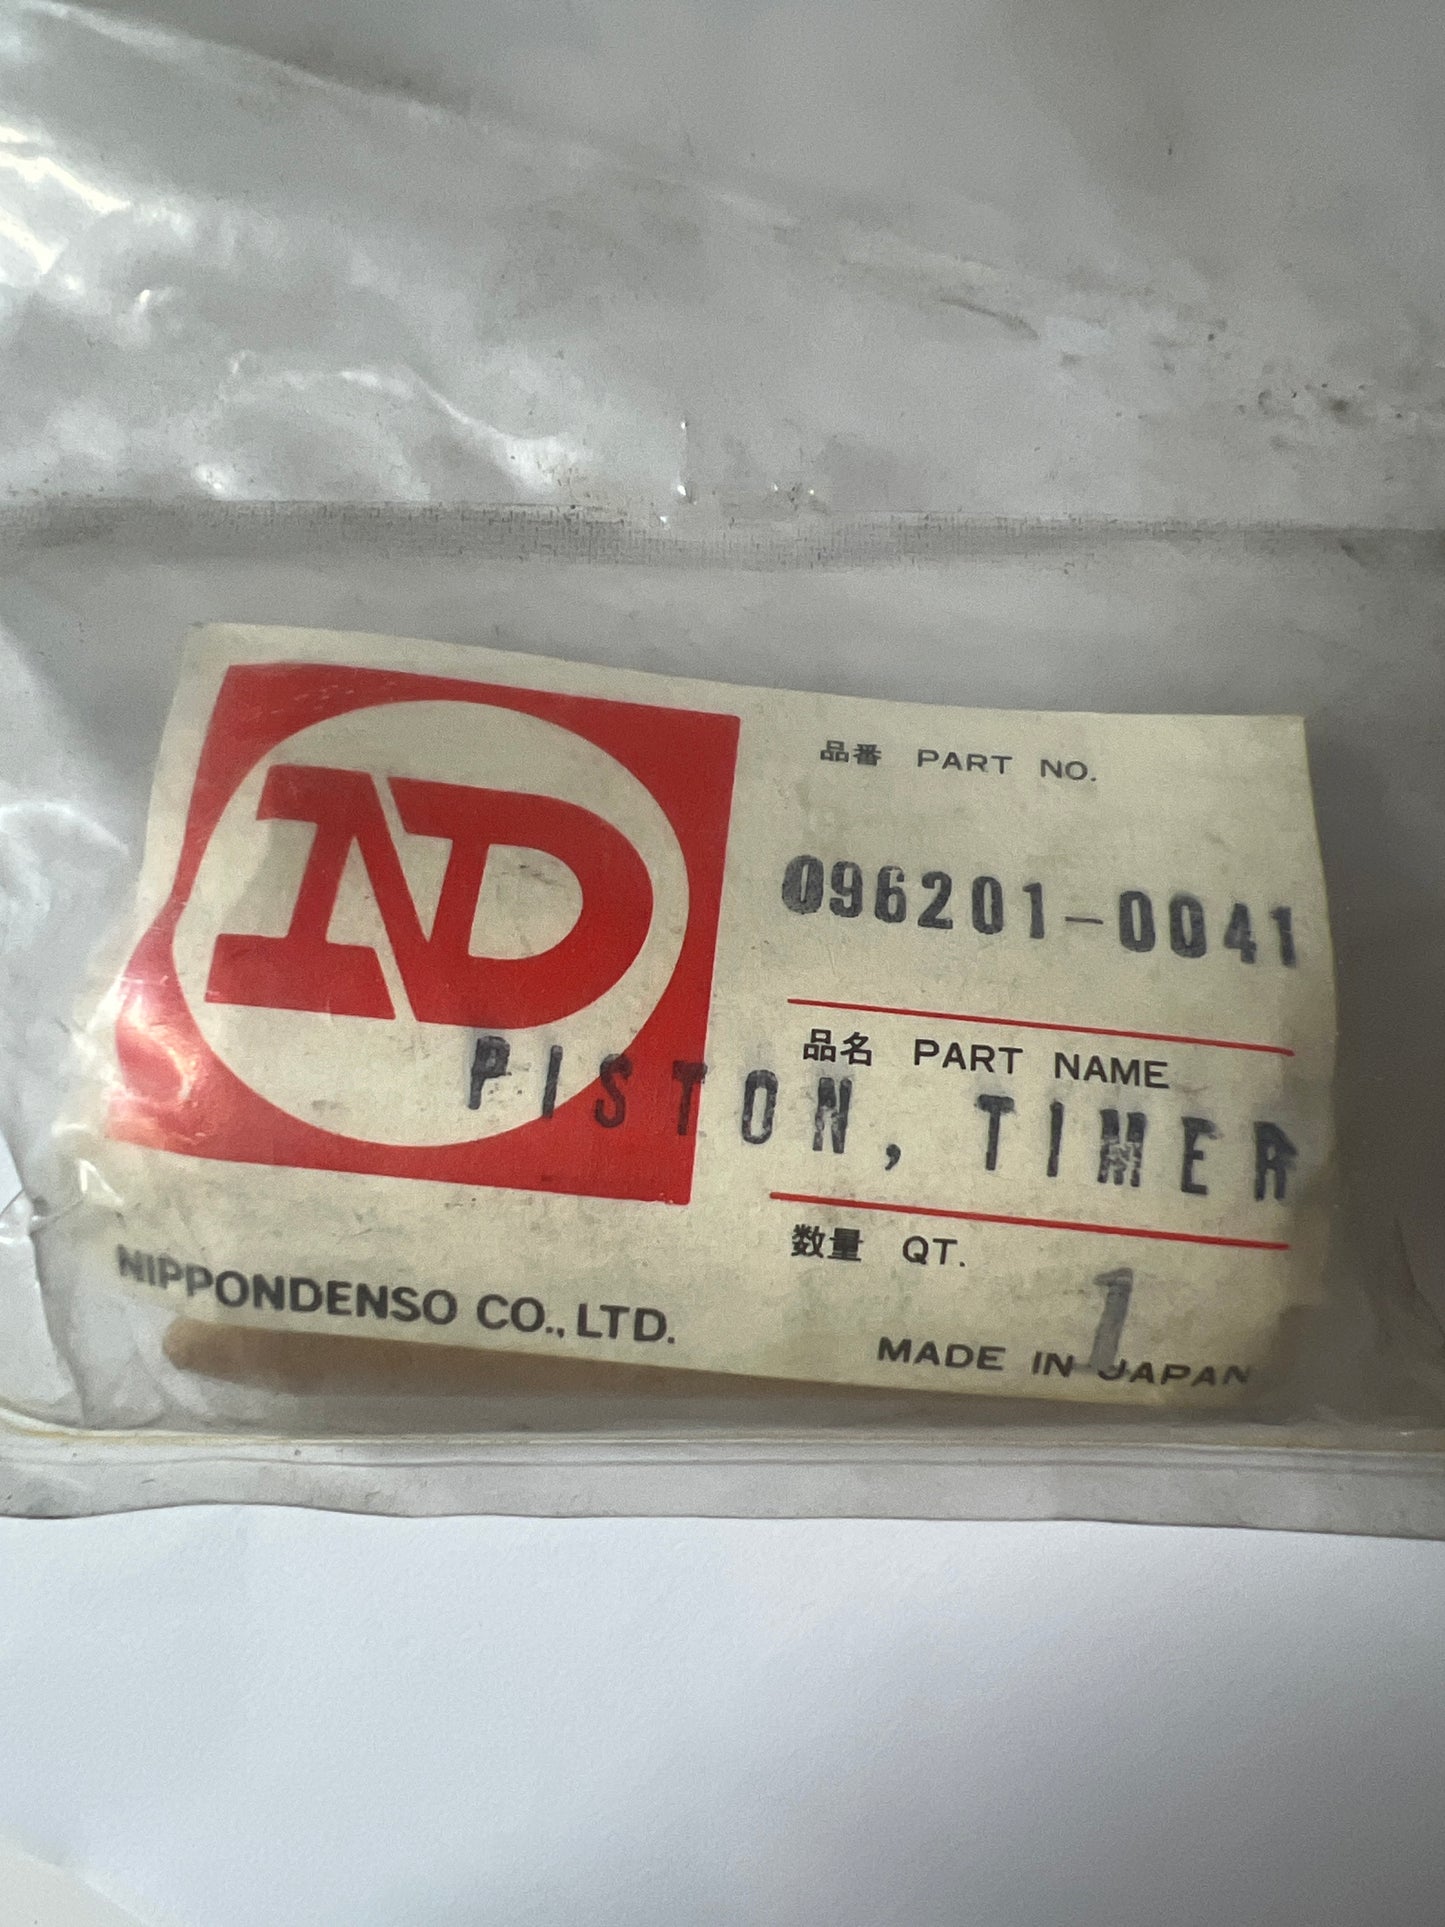 ND
品番 PART NO.
096201-0041
品名 PART NAME
PISTON, TIMER
数量 QT.
1
NIPPONDENSO CO., LTD.
MADE IN JAPAN